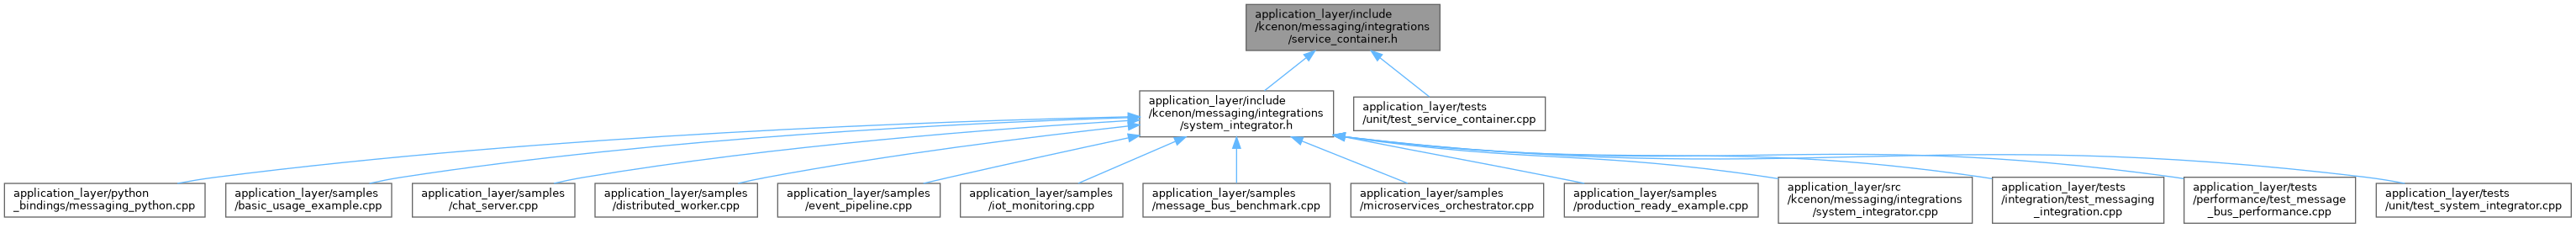 application_layer/include
/kcenon/messaging/integrations
/service_container.h
application_layer/include
/kcenon/messaging/integrations
/system_integrator.h
application_layer/tests
/unit/test_service_container.cpp
application_layer/python
_bindings/messaging_python.cpp
application_layer/samples
/basic_usage_example.cpp
application_layer/samples
/chat_server.cpp
application_layer/samples
/distributed_worker.cpp
application_layer/samples
/event_pipeline.cpp
application_layer/samples
/iot_monitoring.cpp
application_layer/samples
/message_bus_benchmark.cpp
application_layer/samples
/microservices_orchestrator.cpp
application_layer/samples
/production_ready_example.cpp
application_layer/src
/kcenon/messaging/integrations
/system_integrator.cpp
application_layer/tests
/integration/test_messaging
_integration.cpp
application_layer/tests
/performance/test_message
_bus_performance.cpp
application_layer/tests
/unit/test_system_integrator.cpp